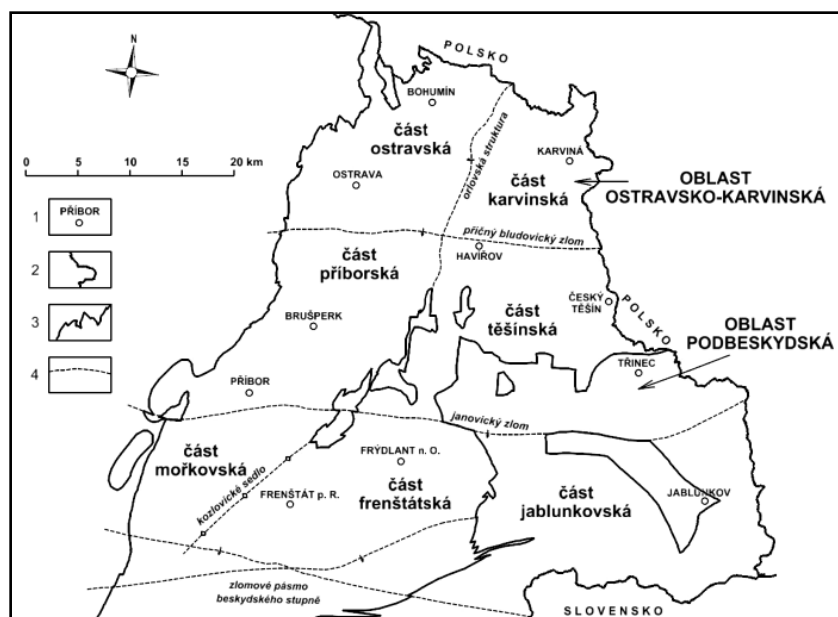 N
POLSKO
BOHUMÍN
část
ostravská
orlovská struktura
KARVINÁ
0 5 10 15 20 km
OSTRAVA
část
karvinská
OBLAST
OSTRAVSKO-KARVINSKÁ
1 PŘÍBOR
příčný bludovický zlom
HAVÍŘOV
část
příborská
2
ČESKÝ
TĚŠÍN
POLSKO
3
BRUŠPERK
část
těšínská
OBLAST
PODBESKYDSKÁ
TŘINEC
4
PŘÍBOR
janovický zlom
část
mořkovská
FRÝDLANT n. O.
kozlovické sedlo
FRENŠTÁT p. R.
část
frenštátská
část
jablunkovská
JABLUNKOV
zlomové pásmo
beskydského stupně
SLOVENSKO